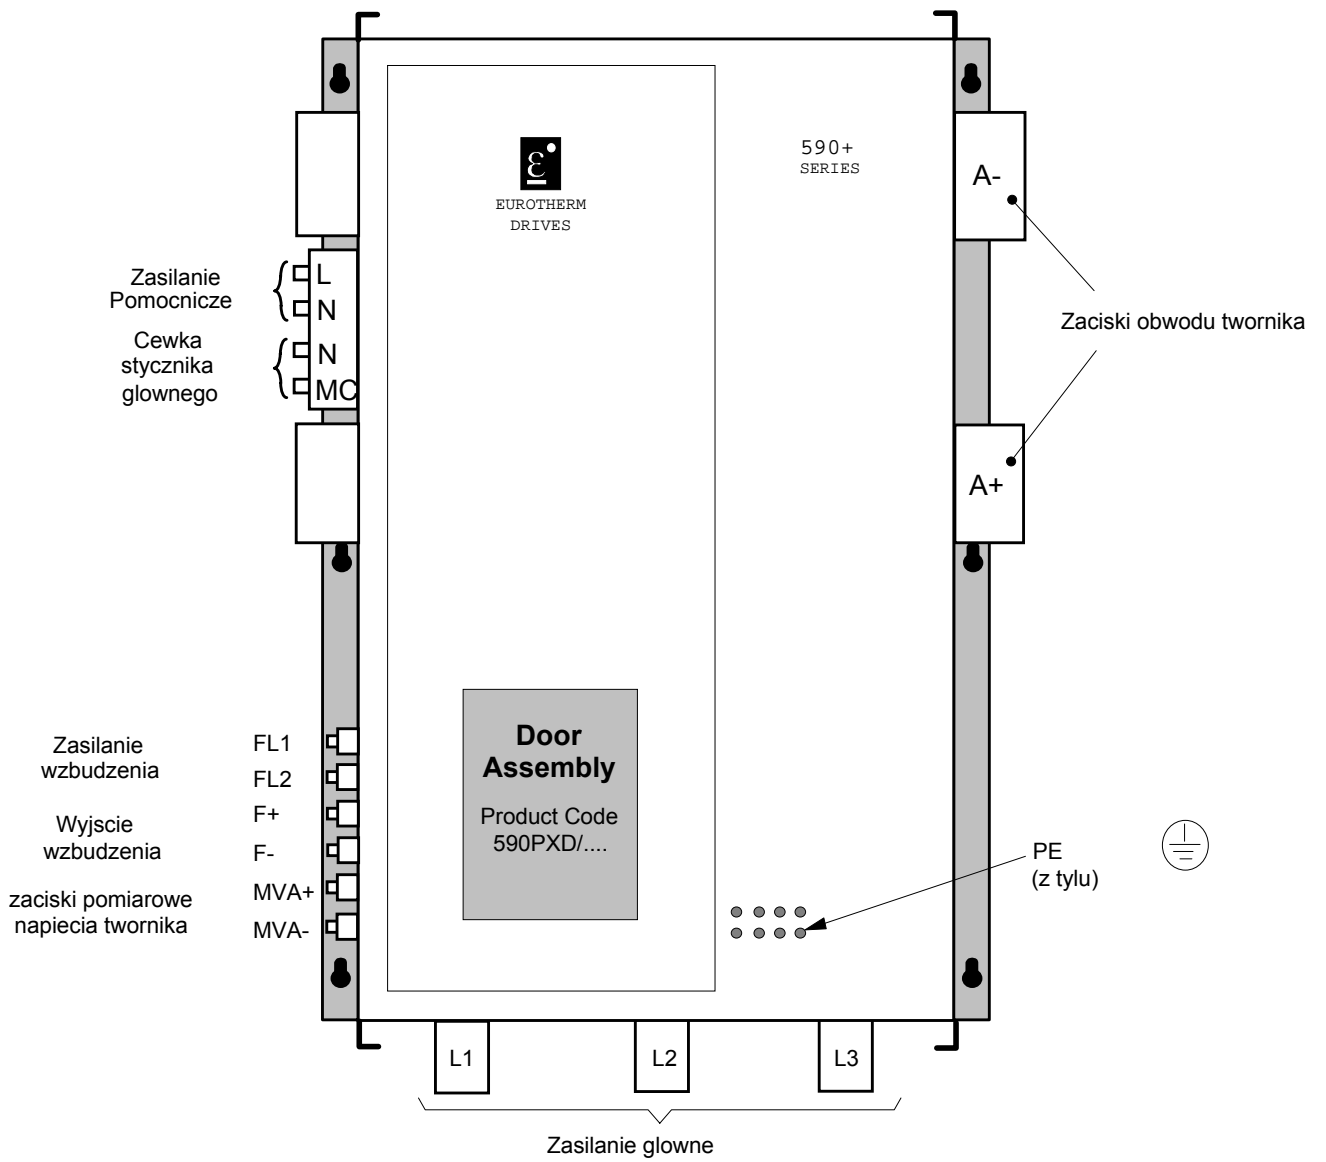 590+
SERIES
A-
EUROTHERM
DRIVES
Zasilanie
Pomocnicze
L
N
Cewka
stycznika
glownego
N
MC
Zaciski obwodu twornika
A+
Zasilanie
wzbudzenia
FL1
FL2
Wyjscie
wzbudzenia
F+
F-
zaciski pomiarowe
napiecia twornika
MVA+
MVA-
Door
Assembly
Product Code
590PXD/....
PE
(z tylu)
L1
L2
L3
Zasilanie glowne